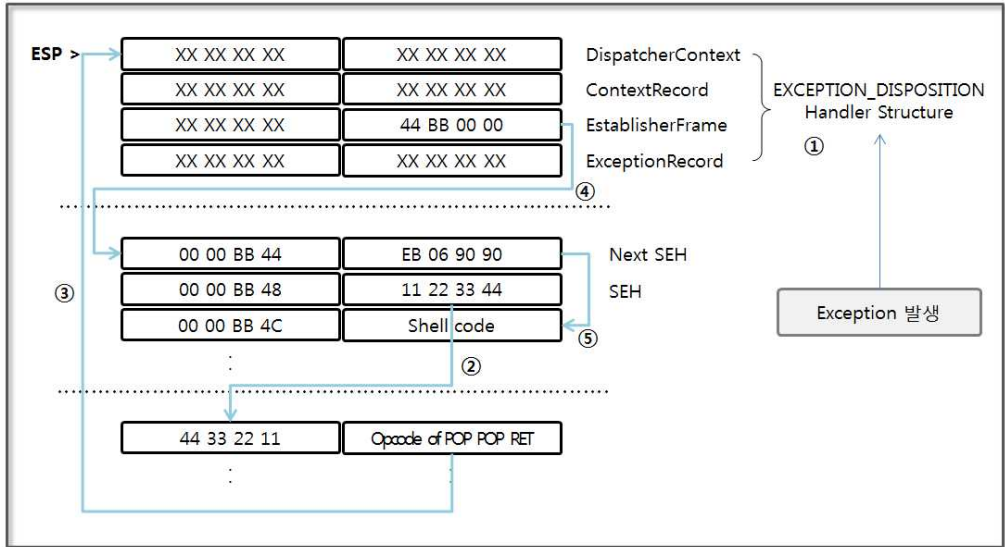 ESP > XX XX XX XX XX XX XX XX DispatcherContext
XX XX XX XX XX XX XX XX ContextRecord
XX XX XX XX 44 BB 00 00 EstablisherFrame
XX XX XX XX XX XX XX XX ExceptionRecord
EXCEPTION_DISPOSITION
Handler Structure
①
④
00 00 BB 44 EB 06 90 90 Next SEH
00 00 BB 48 11 22 33 44 SEH
00 00 BB 4C Shell code
③
Exception 발생
⑤
②
44 33 22 11 Opcode of POP POP RET